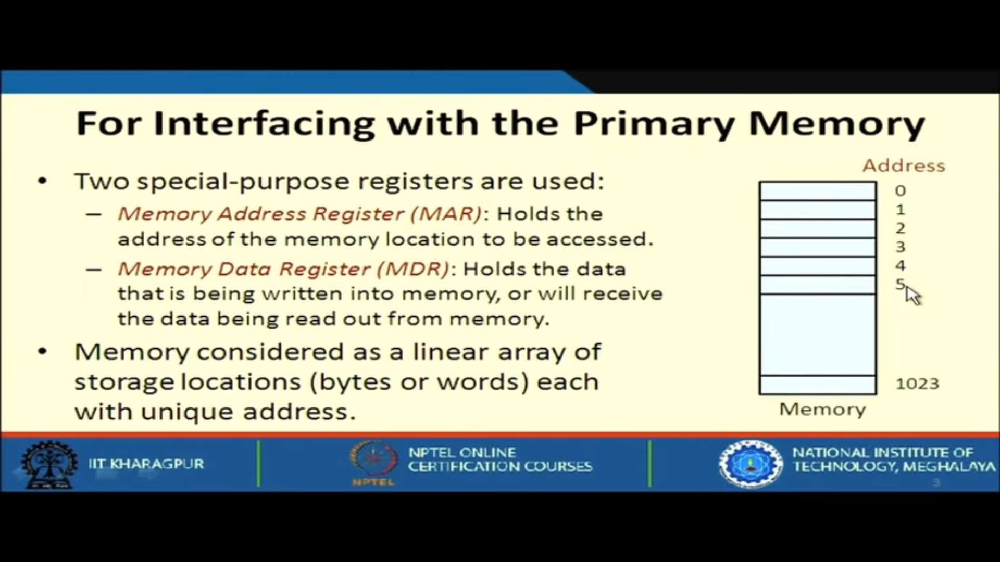 For Interfacing with the Primary Memory
• Two special-purpose registers are used:
– Memory Address Register (MAR): Holds the
address of the memory location to be accessed.
– Memory Data Register (MDR): Holds the data
that is being written into memory, or will receive
the data being read out from memory.
• Memory considered as a linear array of
storage locations (bytes or words) each
with unique address.
Address
0
1
2
3
4
5
1023
Memory
IIT KHARAGPUR
NPTEL
NPTEL ONLINE
CERTIFICATION COURSES
NATIONAL INSTITUTE OF
TECHNOLOGY, MEGHALAYA
3